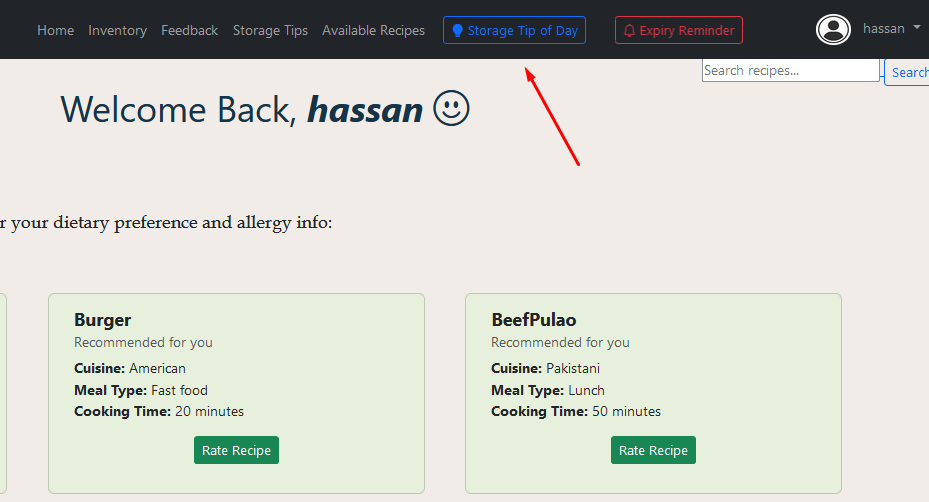 Home Inventory Feedback Storage Tips Available Recipes Storage Tip of Day Expiry Reminder hassan
Search recipes... Search
Welcome Back, hassan
r your dietary preference and allergy info:
Burger
Recommended for you
Cuisine: American
Meal Type: Fast food
Cooking Time: 20 minutes
Rate Recipe
BeefPulao
Recommended for you
Cuisine: Pakistani
Meal Type: Lunch
Cooking Time: 50 minutes
Rate Recipe